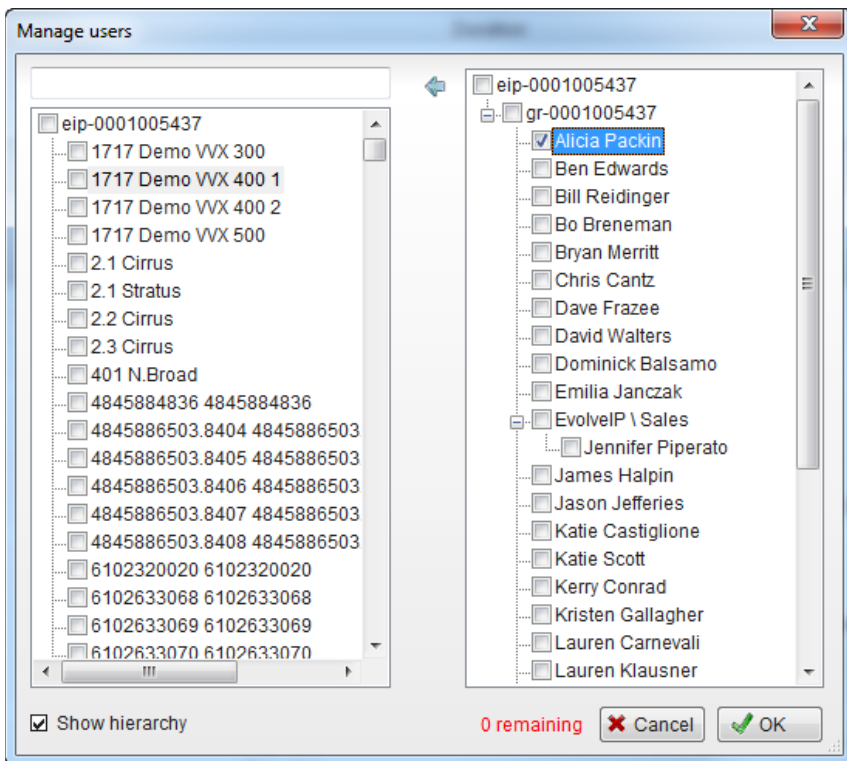 Manage users
eip-0001005437
1717 Demo VVX 300
1717 Demo VVX 400 1
1717 Demo VVX 400 2
1717 Demo VVX 500
2.1 Cirrus
2.1 Stratus
2.2 Cirrus
2.3 Cirrus
401 N.Broad
4845884836 4845884836
4845886503.8404 4845886503
4845886503.8405 4845886503
4845886503.8406 4845886503
4845886503.8407 4845886503
4845886503.8408 4845886503
6102320020 6102320020
6102633068 6102633068
6102633069 6102633069
6102633070 6102633070
eip-0001005437
gr-0001005437
Alicia Packin
Ben Edwards
Bill Reidinger
Bo Breneman
Bryan Merritt
Chris Cantz
Dave Frazee
David Walters
Dominick Balsamo
Emilia Janczak
EvolveIP \ Sales
Jennifer Piperato
James Halpin
Jason Jefferies
Katie Castiglione
Katie Scott
Kerry Conrad
Kristen Gallagher
Lauren Carnevali
Lauren Klausner
Show hierarchy
0 remaining
Cancel
OK